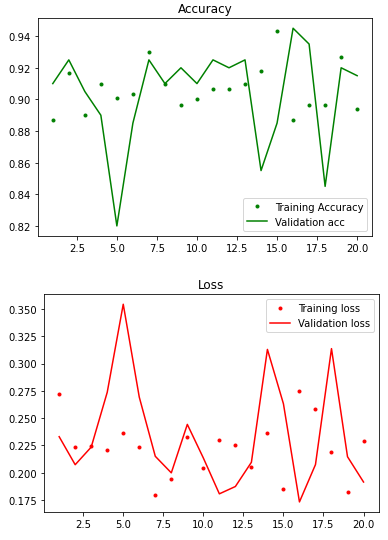 Accuracy
0.94
0.92
0.90
0.88
0.86
0.84
0.82
Training Accuracy
Validation acc
2.5 5.0 7.5 10.0 12.5 15.0 17.5 20.0
Loss
0.350
0.325
0.300
0.275
0.250
0.225
0.200
0.175
Training loss
Validation loss
2.5 5.0 7.5 10.0 12.5 15.0 17.5 20.0